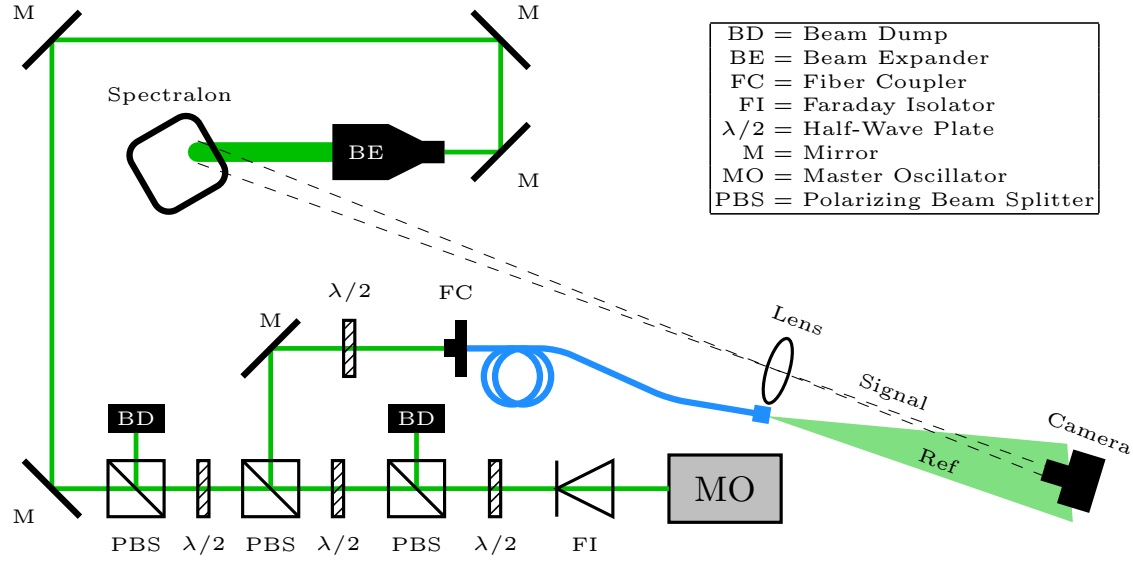 M
M
BD = Beam Dump
BE = Beam Expander
FC = Fiber Coupler
FI = Faraday Isolator
λ/2 = Half-Wave Plate
M = Mirror
MO = Master Oscillator
PBS = Polarizing Beam Splitter
Spectralon
BE
M
λ/2
FC
M
Lens
Signal
Camera
BD
BD
Ref
MO
M
PBS
λ/2
PBS
λ/2
PBS
λ/2
FI